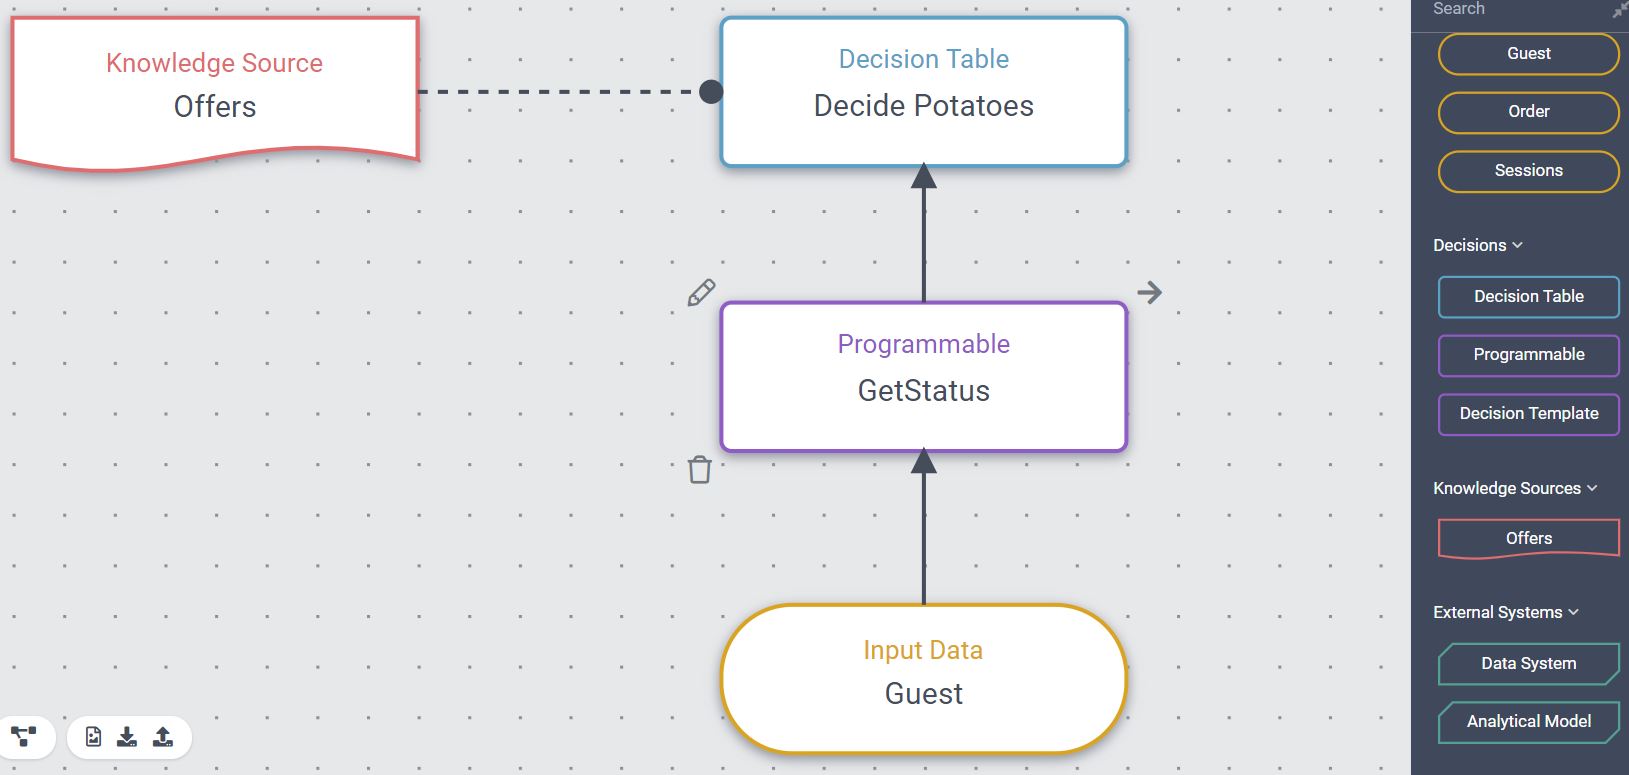 Knowledge Source
Offers
Decision Table
Decide Potatoes
Programmable
GetStatus
Input Data
Guest
Search
Guest
Order
Sessions
Decisions
Decision Table
Programmable
Decision Template
Knowledge Sources
Offers
External Systems
Data System
Analytical Model